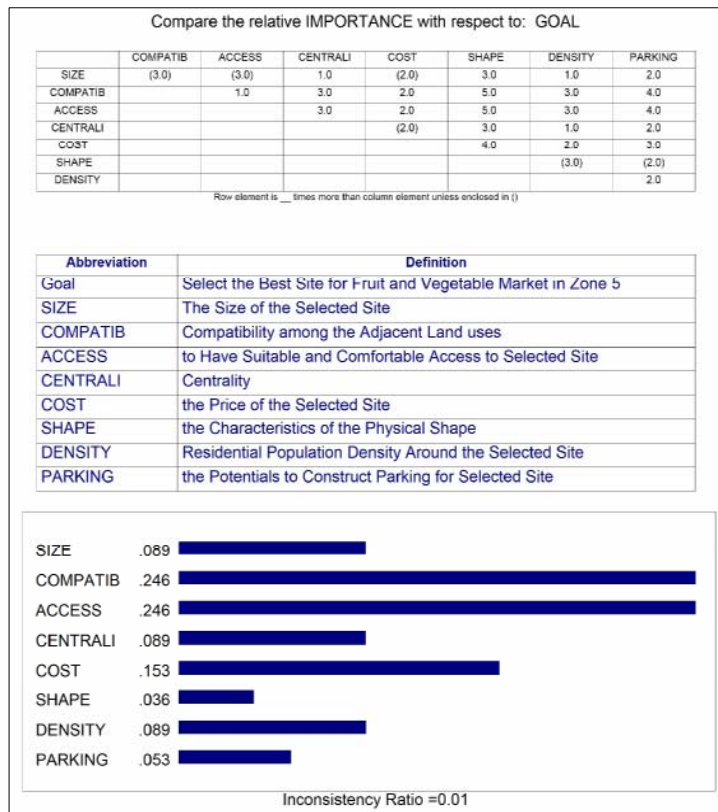 Compare the relative IMPORTANCE with respect to: GOAL
COMPATIB ACCESS CENTRALI COST SHAPE DENSITY PARKING
SIZE (3.0) (3.0) 1.0 (2.0) 3.0 1.0 2.0
COMPATIB 1.0 3.0 2.0 5.0 3.0 4.0
ACCESS 3.0 2.0 5.0 3.0 4.0
CENTRALI (2.0) 3.0 1.0 2.0
COST 4.0 2.0 3.0
SHAPE (3.0) (2.0)
DENSITY 2.0
Row element is __ times more than column element unless enclosed in ()
Abbreviation Definition
Goal Select the Best Site for Fruit and Vegetable Market in Zone 5
SIZE The Size of the Selected Site
COMPATIB Compatibility among the Adjacent Land uses
ACCESS to Have Suitable and Comfortable Access to Selected Site
CENTRALI Centrality
COST the Price of the Selected Site
SHAPE the Characteristics of the Physical Shape
DENSITY Residential Population Density Around the Selected Site
PARKING the Potentials to Construct Parking for Selected Site
SIZE .089
COMPATIB .246
ACCESS .246
CENTRALI .089
COST .153
SHAPE .036
DENSITY .089
PARKING .053
Inconsistency Ratio =0.01